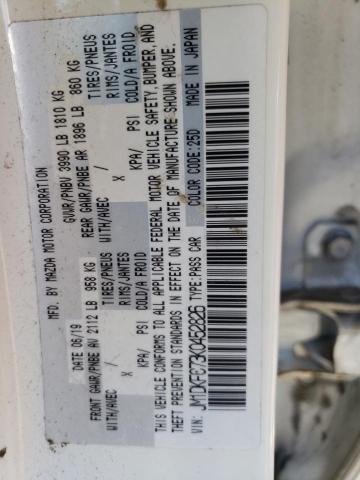 MFD. BY MAZDA MOTOR CORPORATION
DATE 06/19 GVWR/PNBV 3990 LB 1810 KG
FRONT GAWR/PNBE AV 2112 LB 958 KG REAR GAWR/PNBE AR 1896 LB 860 KG
WITH/AVEC TIRES/PNEUS WITH/AVEC TIRES/PNEUS
X RIMS/JANTES X RIMS/JANTES
KPA/ PSI COLD/A FROID KPA/ PSI COLD/A FROID
THIS VEHICLE CONFORMS TO ALL APPLICABLE FEDERAL MOTOR VEHICLE SAFETY, BUMPER, AND
THEFT PREVENTION STANDARDS IN EFFECT ON THE DATE OF MANUFACTURE SHOWN ABOVE.
VIN: TYPE:PASS CAR COLOR CODE:25D MADE IN JAPAN